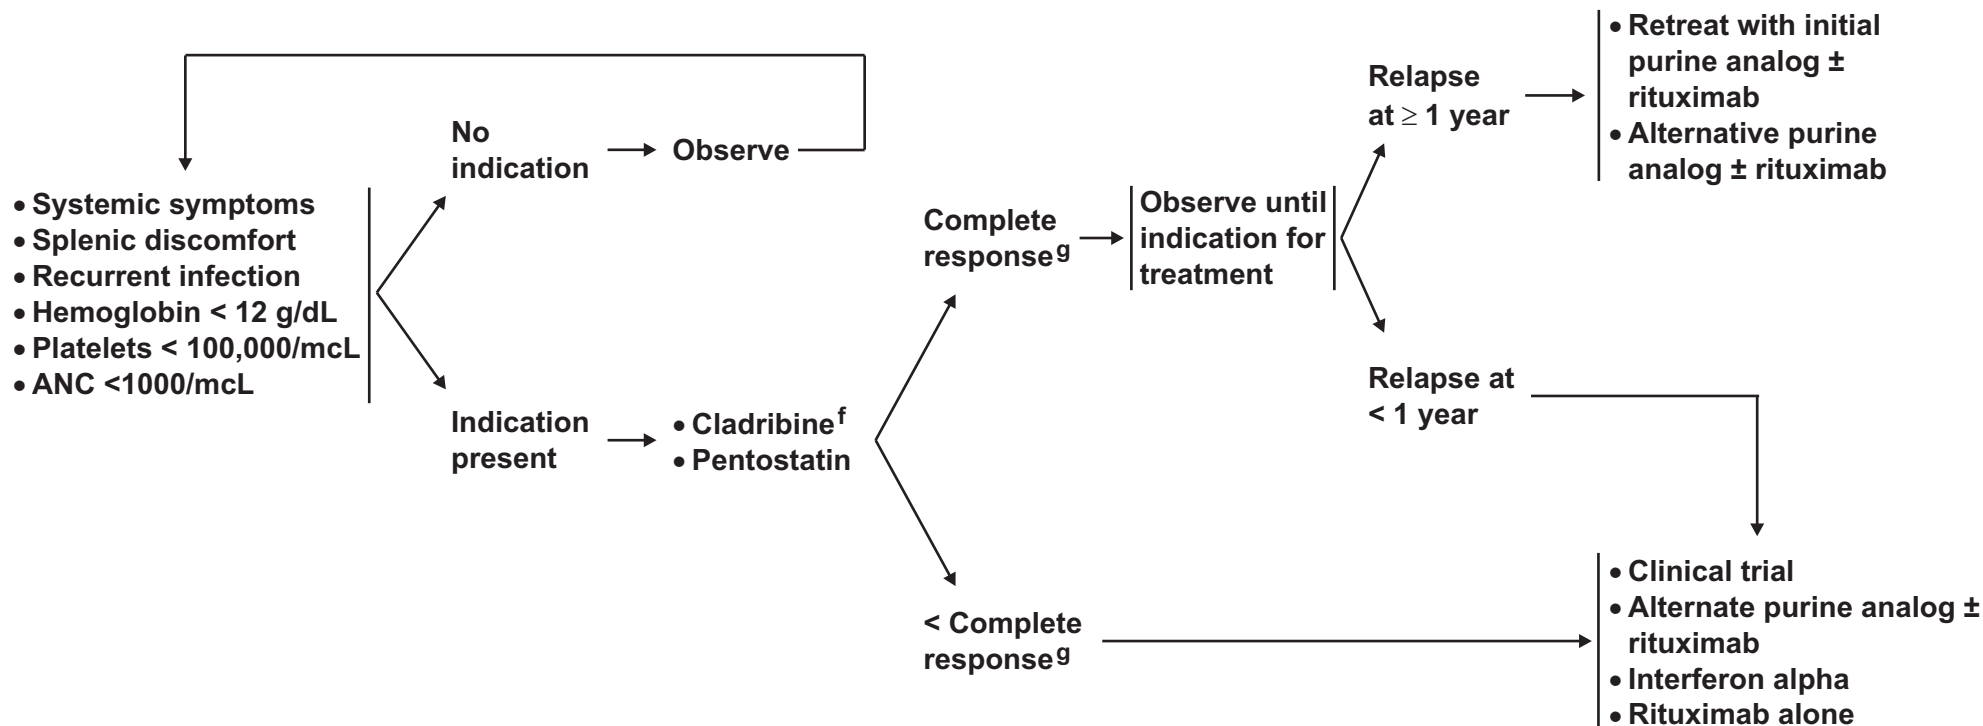 • Systemic symptoms
• Splenic discomfort
• Recurrent infection
• Hemoglobin < 12 g/dL
• Platelets < 100,000/mcL
• ANC <1000/mcL
No
indication
Observe
Indication
present
• Cladribine f
• Pentostatin
Complete
response g
Observe until
indication for
treatment
< Complete
response g
Relapse
at ≥ 1 year
Relapse at
< 1 year
• Retreat with initial
purine analog ±
rituximab
• Alternative purine
analog ± rituximab
• Clinical trial
• Alternate purine analog ±
rituximab
• Interferon alpha
• Rituximab alone